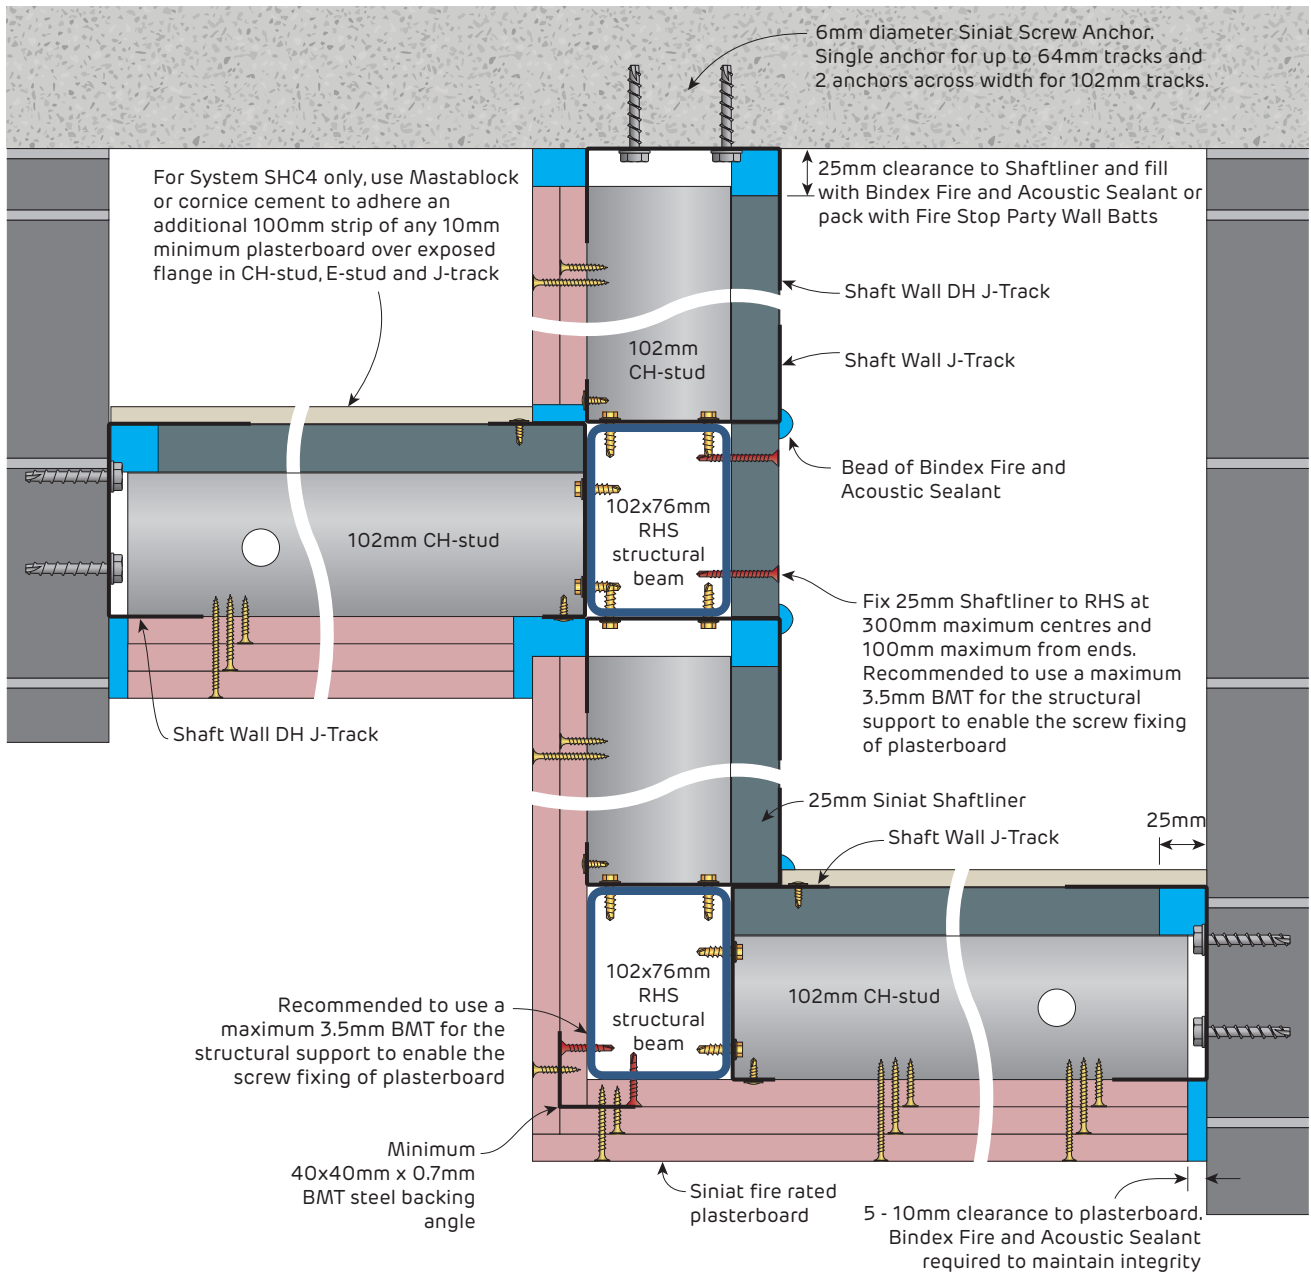 6mm diameter Siniat Screw Anchor.
Single anchor for up to 64mm tracks and
2 anchors across width for 102mm tracks.
For System SHC4 only, use Mastablock
or cornice cement to adhere an
additional 100mm strip of any 10mm
minimum plasterboard over exposed
flange in CH-stud, E-stud and J-track
25mm clearance to Shaftliner and fill
with Bindex Fire and Acoustic Sealant or
pack with Fire Stop Party Wall Batts
Shaft Wall DH J-Track
102mm
CH-stud
Shaft Wall J-Track
Bead of Bindex Fire and
Acoustic Sealant
102x76mm
RHS
structural
beam
102mm CH-stud
Fix 25mm Shaftliner to RHS at
300mm maximum centres and
100mm maximum from ends.
Recommended to use a maximum
3.5mm BMT for the structural
support to enable the screw fixing
of plasterboard
Shaft Wall DH J-Track
25mm Siniat Shaftliner
25mm
Shaft Wall J-Track
102x76mm
RHS
structural
beam
102mm CH-stud
Recommended to use a
maximum 3.5mm BMT for the
structural support to enable the
screw fixing of plasterboard
Minimum
40x40mm x 0.7mm
BMT steel backing
angle
Siniat fire rated
plasterboard
5 - 10mm clearance to plasterboard.
Bindex Fire and Acoustic Sealant
required to maintain integrity